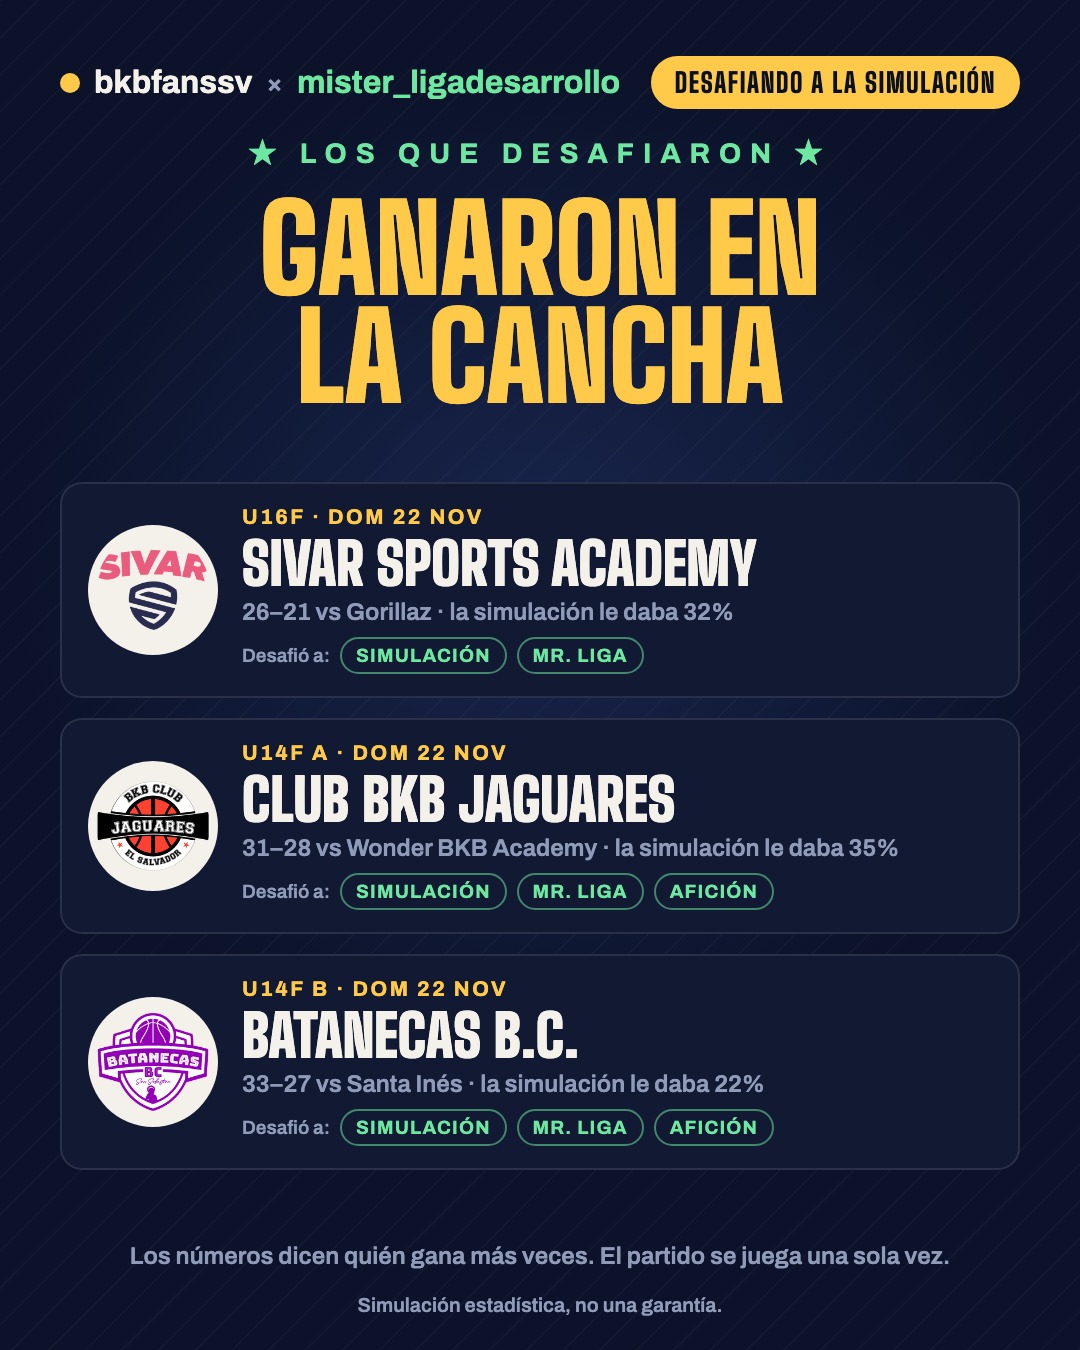 bkbfanssv × mister_ligadesarrollo DESAFIANDO A LA SIMULACIÓN
★ LOS QUE DESAFIARON ★
GANARON EN
LA CANCHA
U16F · DOM 22 NOV
SIVAR
SIVAR SPORTS ACADEMY
26–21 vs Gorillaz · la simulación le daba 32%
Desafió a: SIMULACIÓN MR. LIGA
U14F A · DOM 22 NOV
BKB CLUB
JAGUARES
EL SALVADOR
CLUB BKB JAGUARES
31–28 vs Wonder BKB Academy · la simulación le daba 35%
Desafió a: SIMULACIÓN MR. LIGA AFICIÓN
U14F B · DOM 22 NOV
BATANECAS
BC
BATANECAS B.C.
33–27 vs Santa Inés · la simulación le daba 22%
Desafió a: SIMULACIÓN MR. LIGA AFICIÓN
Los números dicen quién gana más veces. El partido se juega una sola vez.
Simulación estadística, no una garantía.